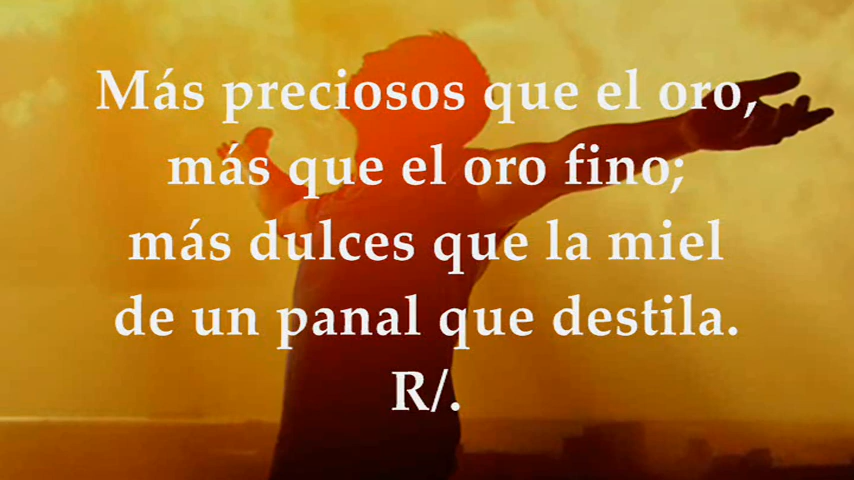 Más preciosos que el oro,
más que el oro fino;
más dulces que la miel
de un panal que destila.
R/.